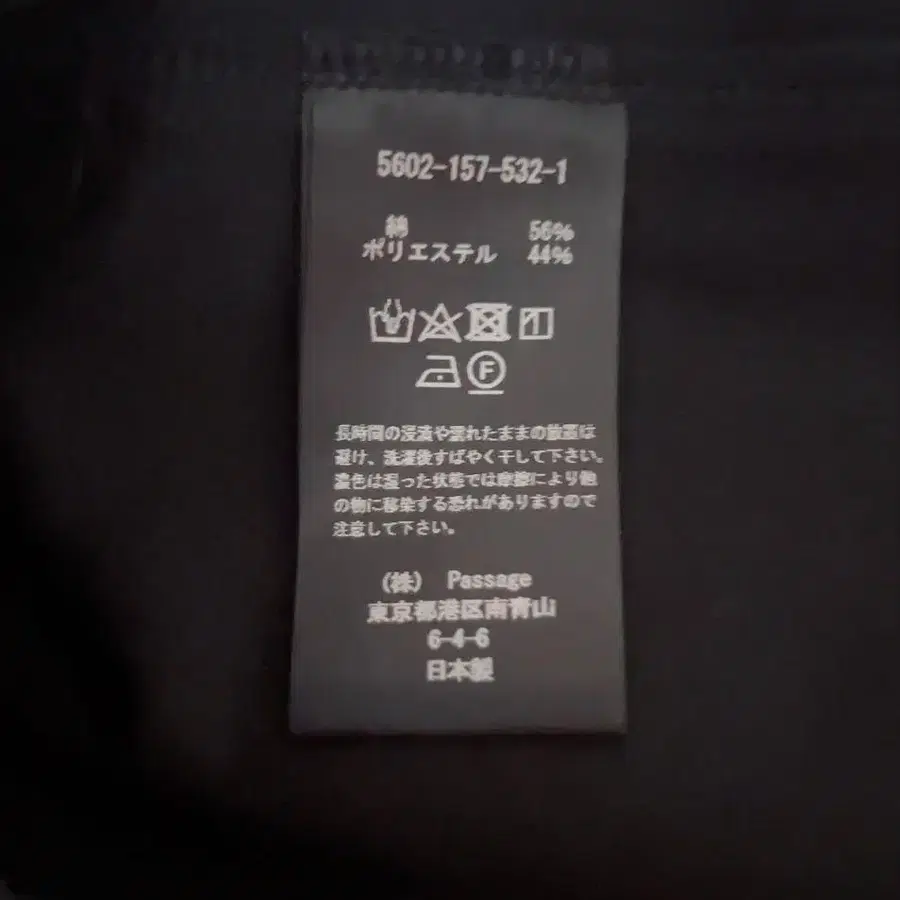 5602-157-532-1
綿 56%
ポリエステル 44%
F
長時間の浸漬や濡れたままの放置は
避け、洗濯後すばやく干して下さい。
濃色は湿った状態では摩擦により他
の物に移染する恐れがありますので
注意して下さい。
(株) Passage
東京都港区南青山
6-4-6
日本製